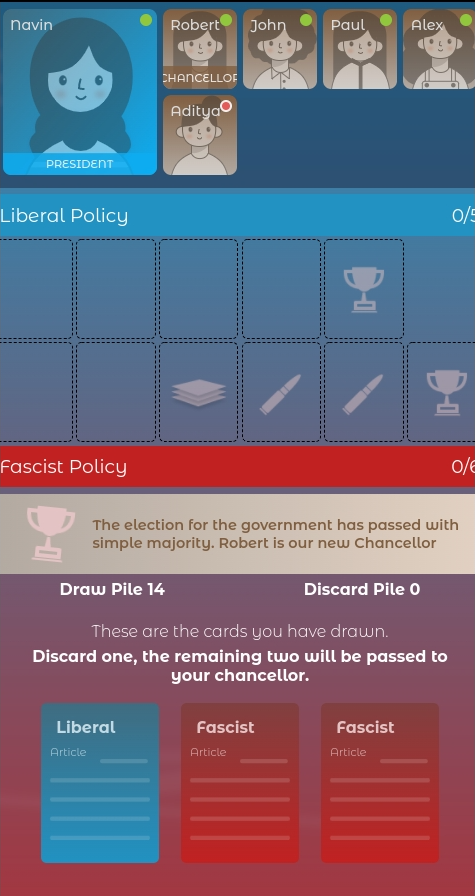 Navin
PRESIDENT
Robert
CHANCELLOR
John
Paul
Alex
Aditya
Liberal Policy
0/5
Fascist Policy
0/6
The election for the government has passed with
simple majority. Robert is our new Chancellor
Draw Pile 14
Discard Pile 0
These are the cards you have drawn.
Discard one, the remaining two will be passed to
your chancellor.
Liberal
Article
Fascist
Article
Fascist
Article